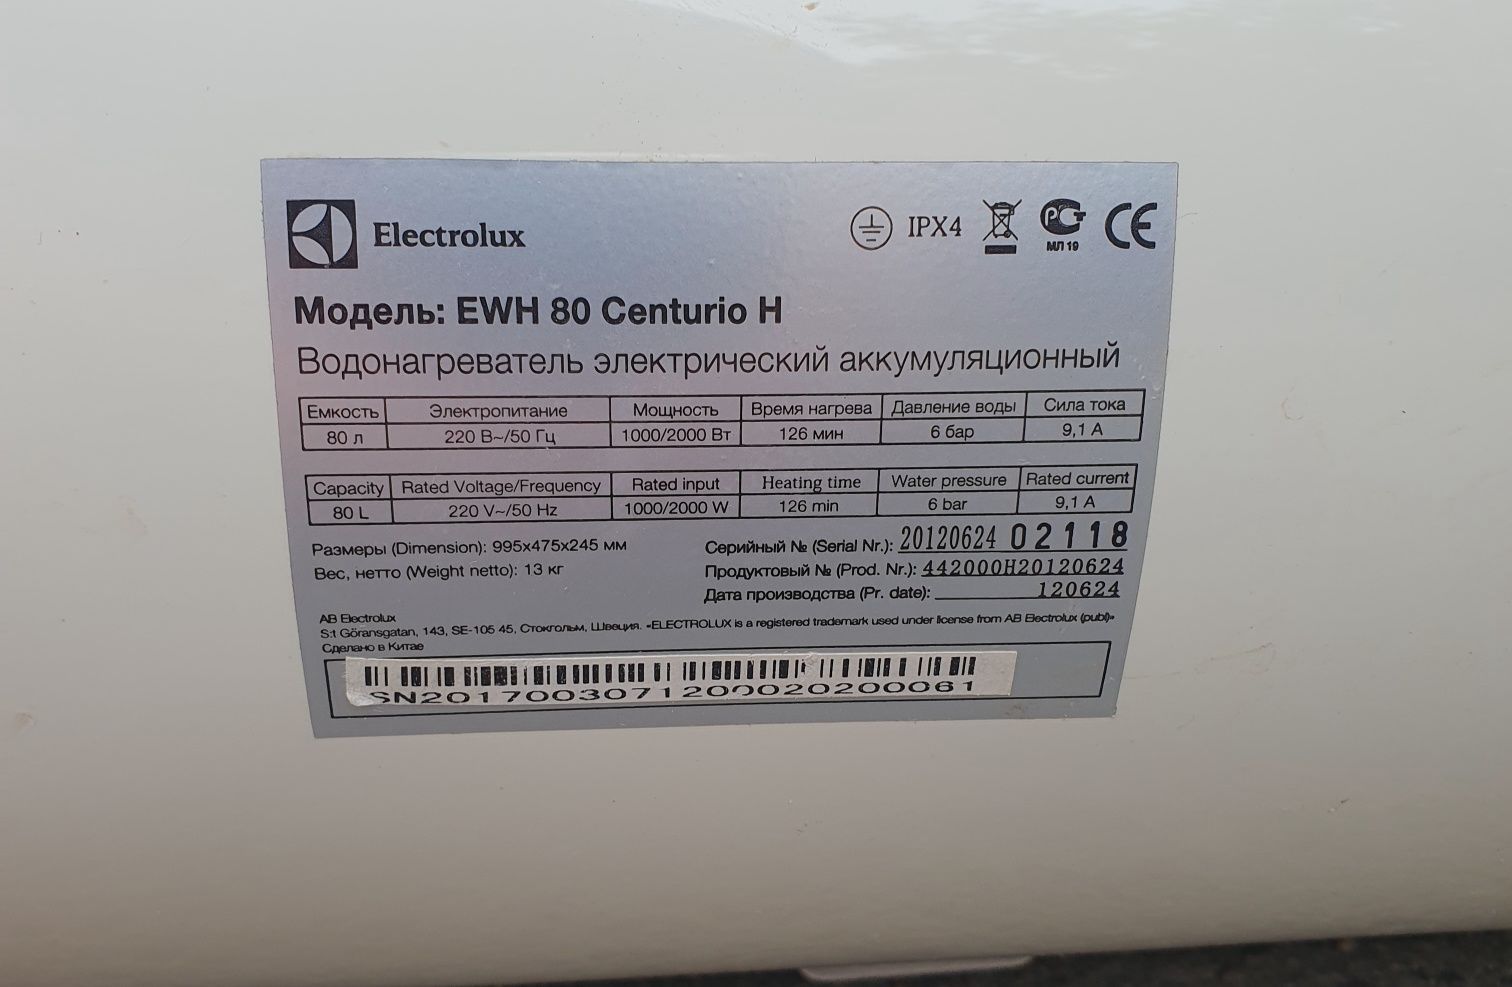 Electrolux
IPX4
МЛ 19
CE
Модель: EWH 80 Centurio H
Водонагреватель электрический аккумуляционный
Емкость Электропитание Мощность Время нагрева Давление воды Сила тока
80 л 220 В~/50 Гц 1000/2000 Вт 126 мин 6 бар 9,1 А
Capacity Rated Voltage/Frequency Rated input Heating time Water pressure Rated current
80 L 220 V~/50 Hz 1000/2000 W 126 min 6 bar 9,1 A
Размеры (Dimension): 995x475x245 мм
Вес, нетто (Weight netto): 13 кг
Серийный № (Serial Nr.): 20120624 02118
Продуктовый № (Prod. Nr.): 442000H20120624
Дата производства (Pr. date): 120624
AB Electrolux
S:t Göransgatan, 143, SE-105 45, Стокгольм, Швеция. «ELECTROLUX is a registered trademark used under license from AB Electrolux (publ)»
Сделано в Китае
SN2017003071200020200061